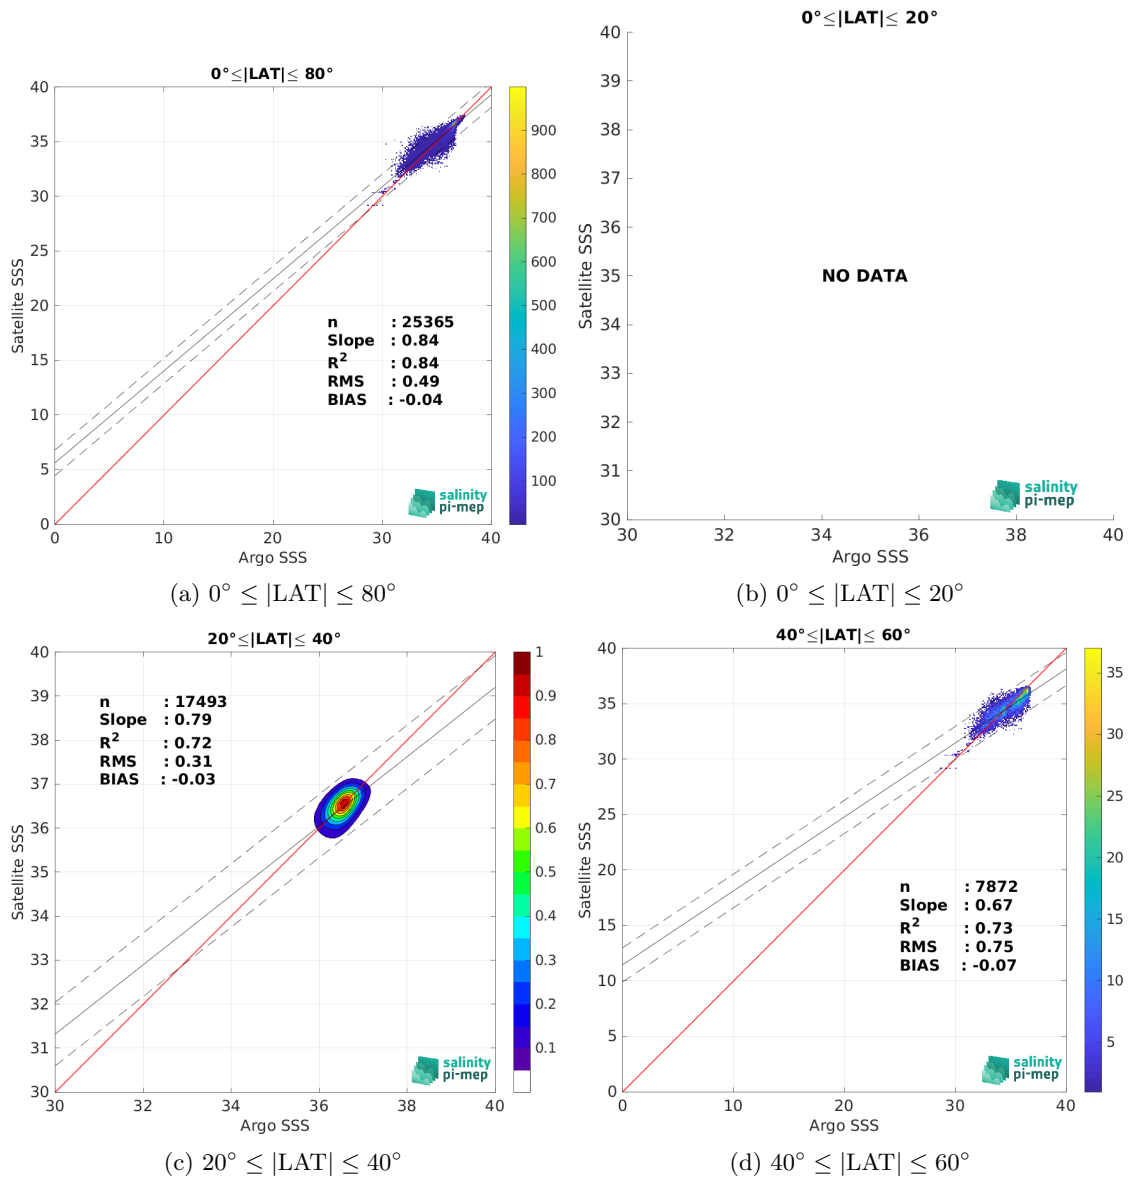 0°≤|LAT|≤ 80°
40
35
30
25
20
15
10
5
0
Satellite SSS
n : 25365
Slope : 0.84
R2 : 0.84
RMS : 0.49
BIAS : -0.04
salinity
pi-mep
0 10 20 30 40
Argo SSS
900
800
700
600
500
400
300
200
100
(a) 0° ≤ |LAT| ≤ 80°
0°≤|LAT|≤ 20°
40
39
38
37
36
35
34
33
32
31
30
Satellite SSS
NO DATA
salinity
pi-mep
30 32 34 36 38 40
Argo SSS
(b) 0° ≤ |LAT| ≤ 20°
20°≤|LAT|≤ 40°
40
39
38
37
36
35
34
33
32
31
30
Satellite SSS
n : 17493
Slope : 0.79
R2 : 0.72
RMS : 0.31
BIAS : -0.03
salinity
pi-mep
30 32 34 36 38 40
Argo SSS
1
0.9
0.8
0.7
0.6
0.5
0.4
0.3
0.2
0.1
(c) 20° ≤ |LAT| ≤ 40°
40°≤|LAT|≤ 60°
40
35
30
25
20
15
10
5
0
Satellite SSS
n : 7872
Slope : 0.67
R2 : 0.73
RMS : 0.75
BIAS : -0.07
salinity
pi-mep
0 10 20 30 40
Argo SSS
35
30
25
20
15
10
5
(d) 40° ≤ |LAT| ≤ 60°